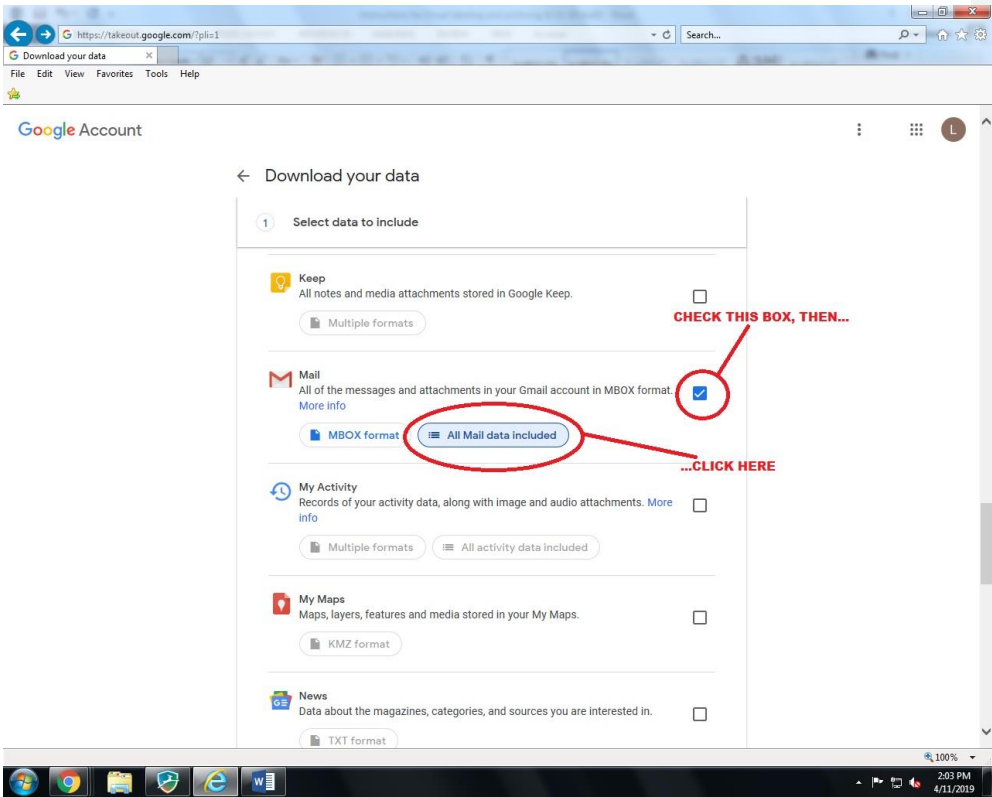 https://takeout.google.com/?pli=1
Search...
Download your data
File Edit View Favorites Tools Help
Google Account
L
Download your data
1 Select data to include
Keep
All notes and media attachments stored in Google Keep.
Multiple formats
CHECK THIS BOX, THEN...
Mail
All of the messages and attachments in your Gmail account in MBOX format.
More info
MBOX format
All Mail data included
...CLICK HERE
My Activity
Records of your activity data, along with image and audio attachments. More
info
Multiple formats
All activity data included
My Maps
Maps, layers, features and media stored in your My Maps.
KMZ format
GE
News
Data about the magazines, categories, and sources you are interested in.
TXT format
100%
2:03 PM
4/11/2019